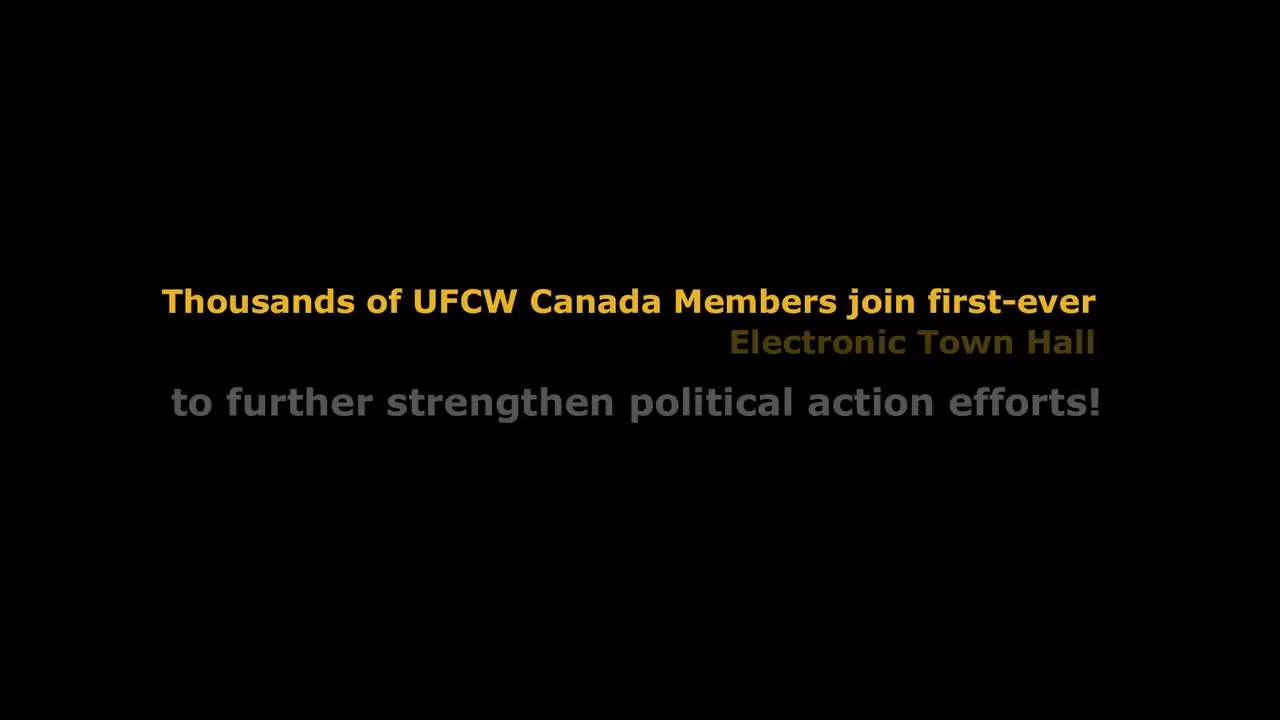 Thousands of UFCW Canada Members join first-ever
Electronic Town Hall
to further strengthen political action efforts!